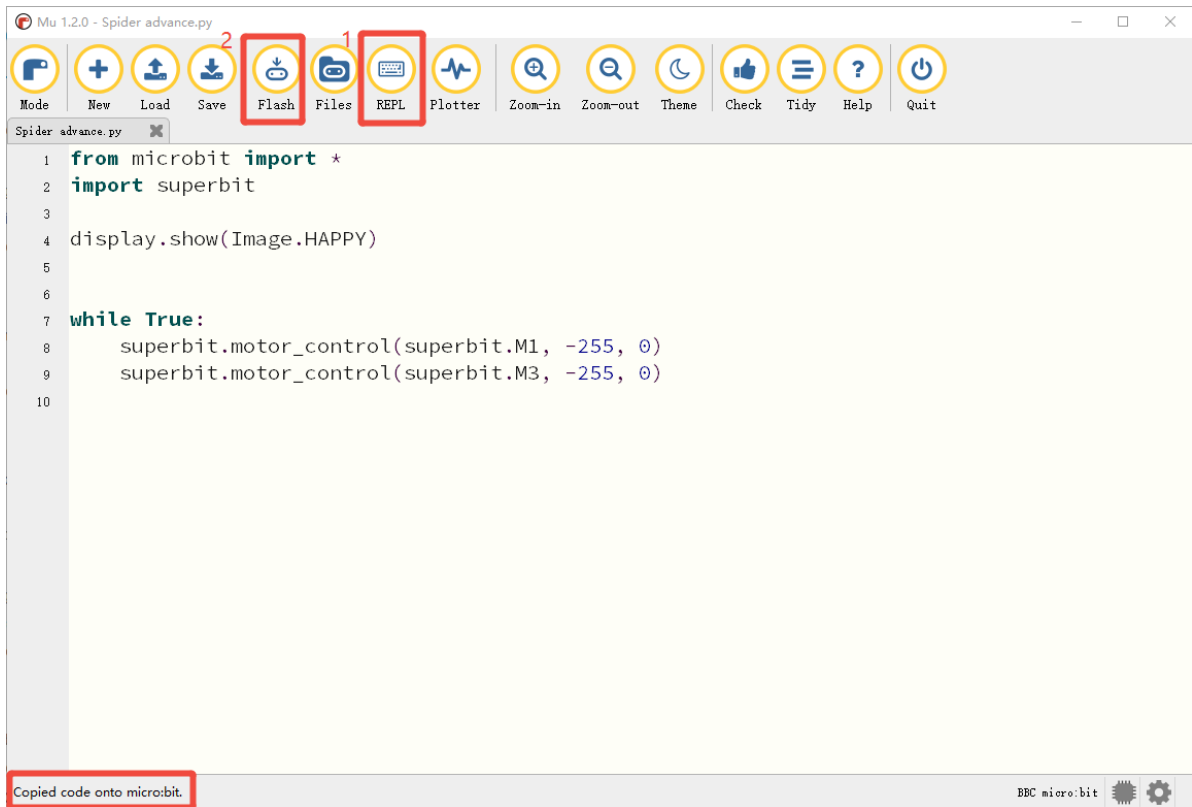 Mu 1.2.0 - Spider advance.py
2 1
Mode New Load Save Flash Files REPL Plotter Zoom-in Zoom-out Theme Check Tidy Help Quit
Spider advance.py
1 from microbit import *
2 import superbit
3
4 display.show(Image.HAPPY)
5
6
7 while True:
8     superbit.motor_control(superbit.M1, -255, 0)
9     superbit.motor_control(superbit.M3, -255, 0)
10
Copied code onto micro:bit. BBC micro:bit